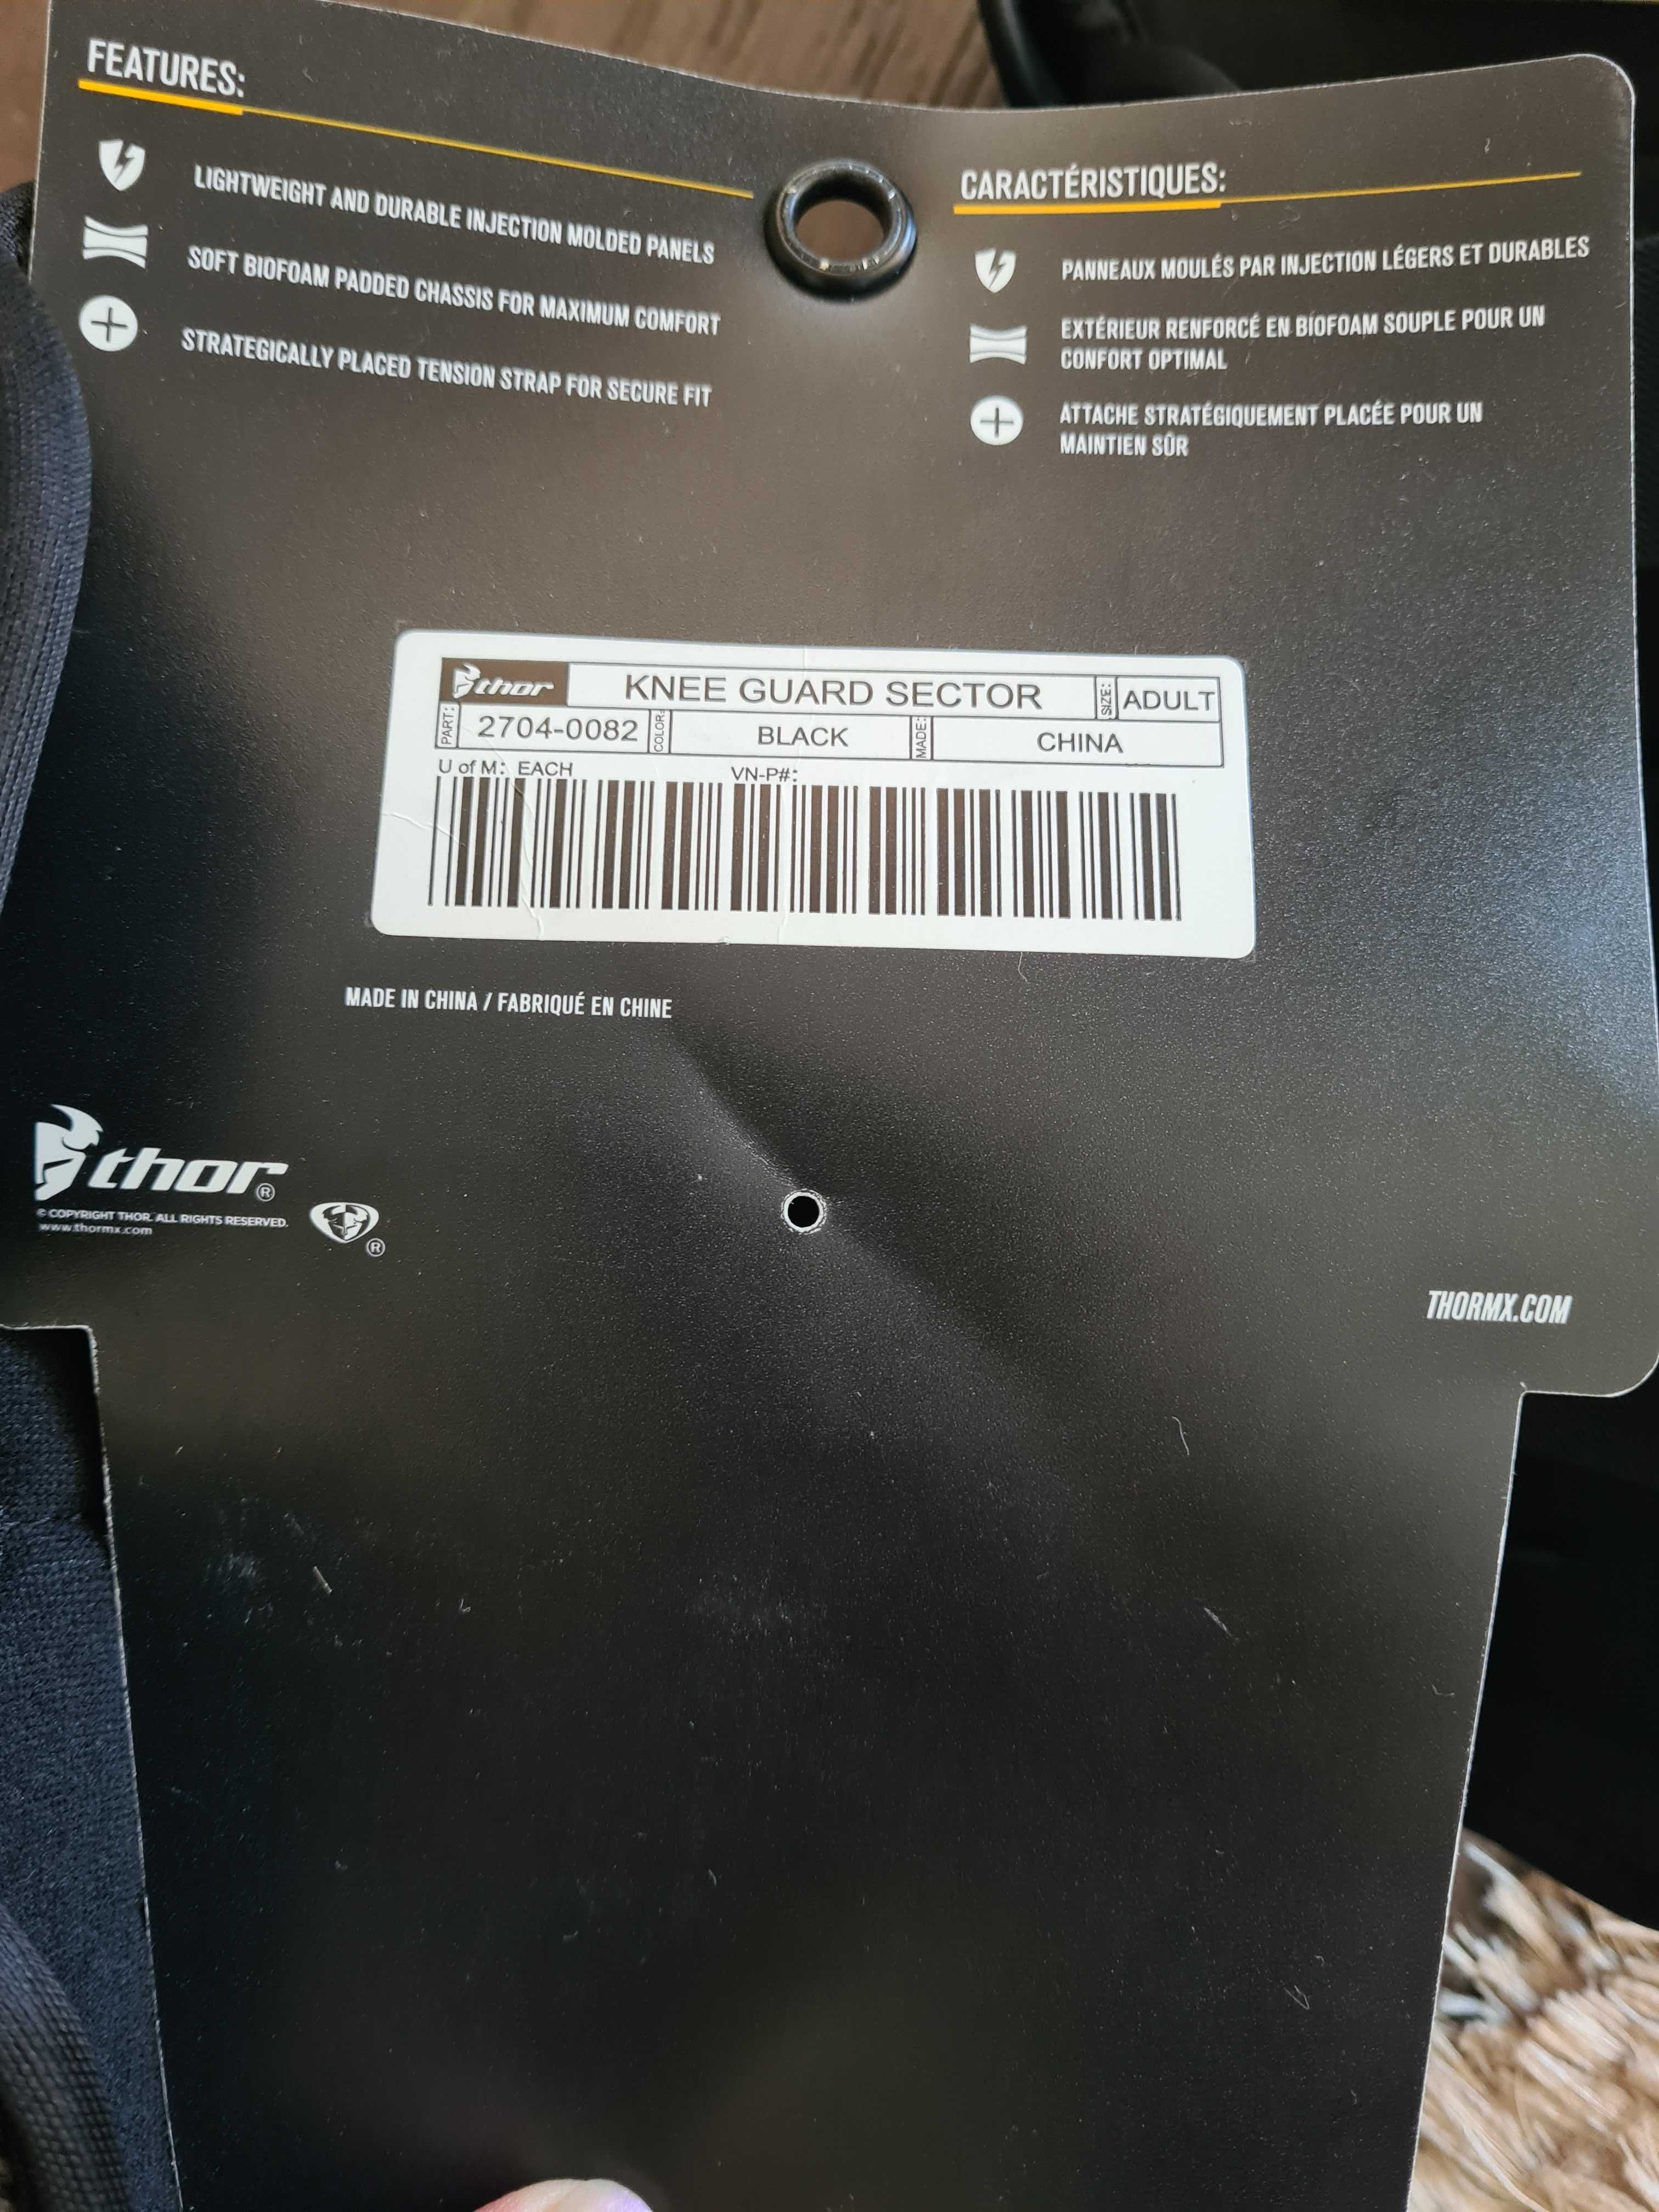 FEATURES:
LIGHTWEIGHT AND DURABLE INJECTION MOLDED PANELS
SOFT BIOFOAM PADDED CHASSIS FOR MAXIMUM COMFORT
STRATEGICALLY PLACED TENSION STRAP FOR SECURE FIT
CARACTÉRISTIQUES:
PANNEAUX MOULÉS PAR INJECTION LÉGERS ET DURABLES
EXTÉRIEUR RENFORCÉ EN BIOFOAM SOUPLE POUR UN
CONFORT OPTIMAL
ATTACHE STRATÉGIQUEMENT PLACÉE POUR UN
MAINTIEN SÛR
thor KNEE GUARD SECTOR SIZE: ADULT
PART: 2704-0082 COLOR: BLACK MADE: CHINA
U of M: EACH VN-P#:
MADE IN CHINA / FABRIQUÉ EN CHINE
thor®
© COPYRIGHT THOR. ALL RIGHTS RESERVED.
www.thormx.com
®
THORMX.COM